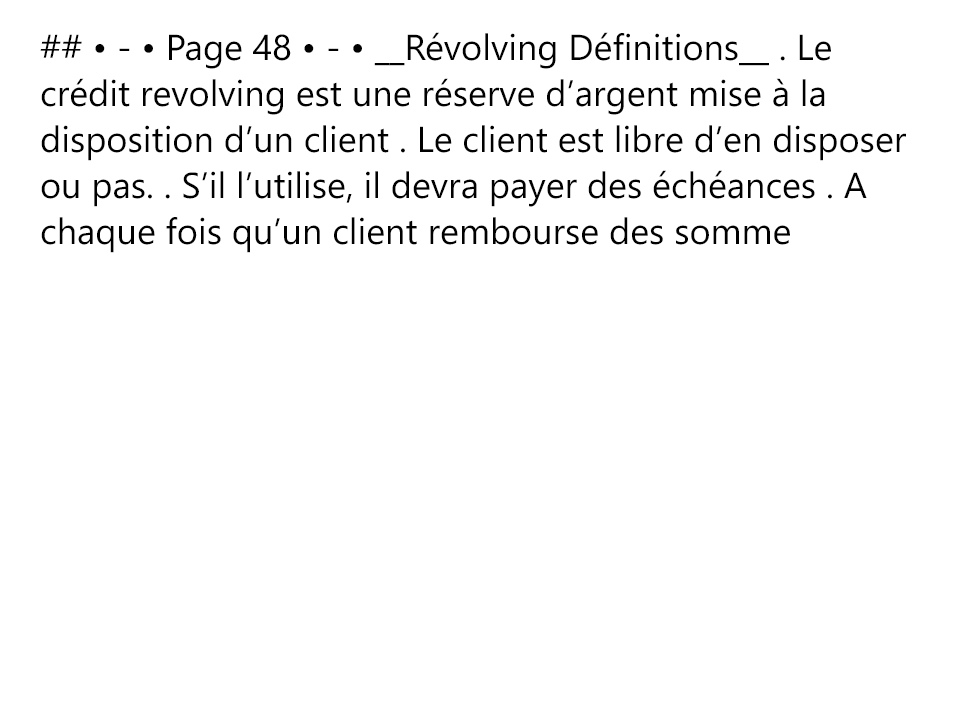 ## • - • Page 48 • - • __Révolving Définitions__ . Le
crédit revolving est une réserve d’argent mise à la
disposition d’un client . Le client est libre d’en disposer
ou pas. . S’il l’utilise, il devra payer des échéances . A
chaque fois qu’un client rembourse des somme